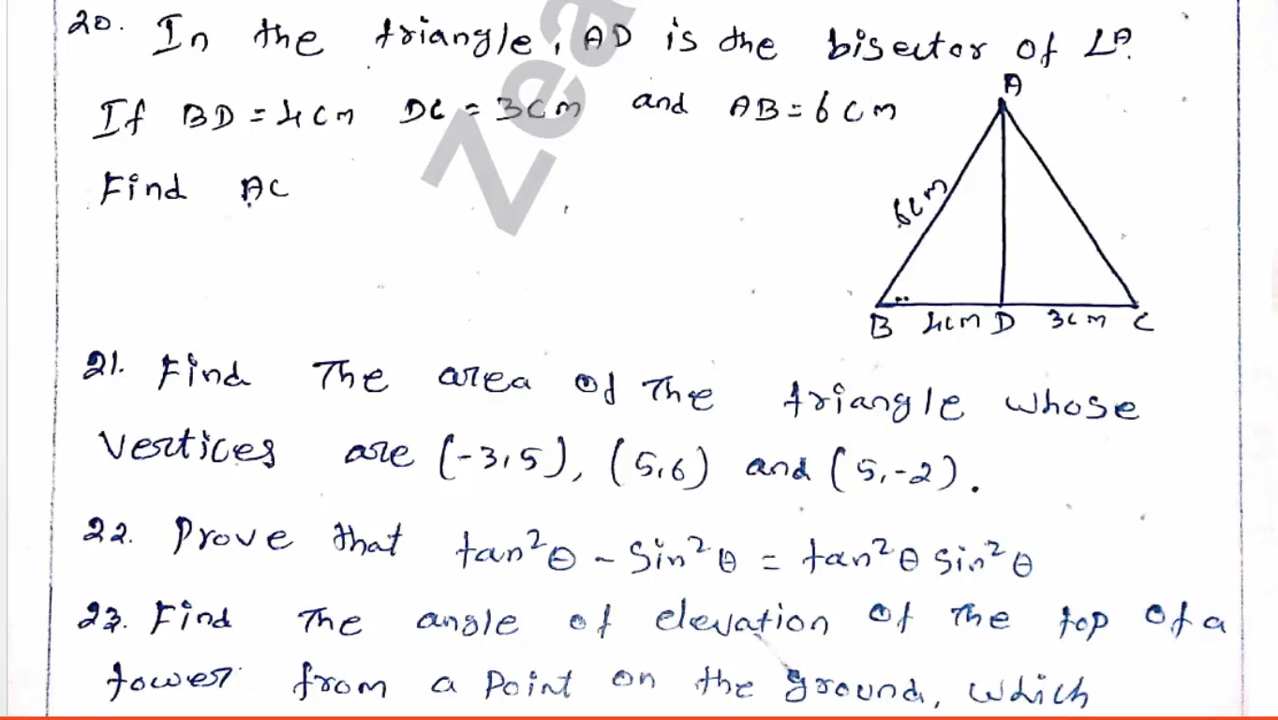 20. In the triangle, AD is the bisector of ∠A.
If BD = 4cm DC = 3cm and AB = 6cm
Find AC
A
6cm
B 4cm D 3cm C
21. Find The area of The triangle whose
vertices are (-3,5), (5,6) and (5,-2).
22. Prove that tan²θ - sin²θ = tan²θ sin²θ
23. Find The angle of elevation of The top of a
tower from a point on the ground, which
Zea